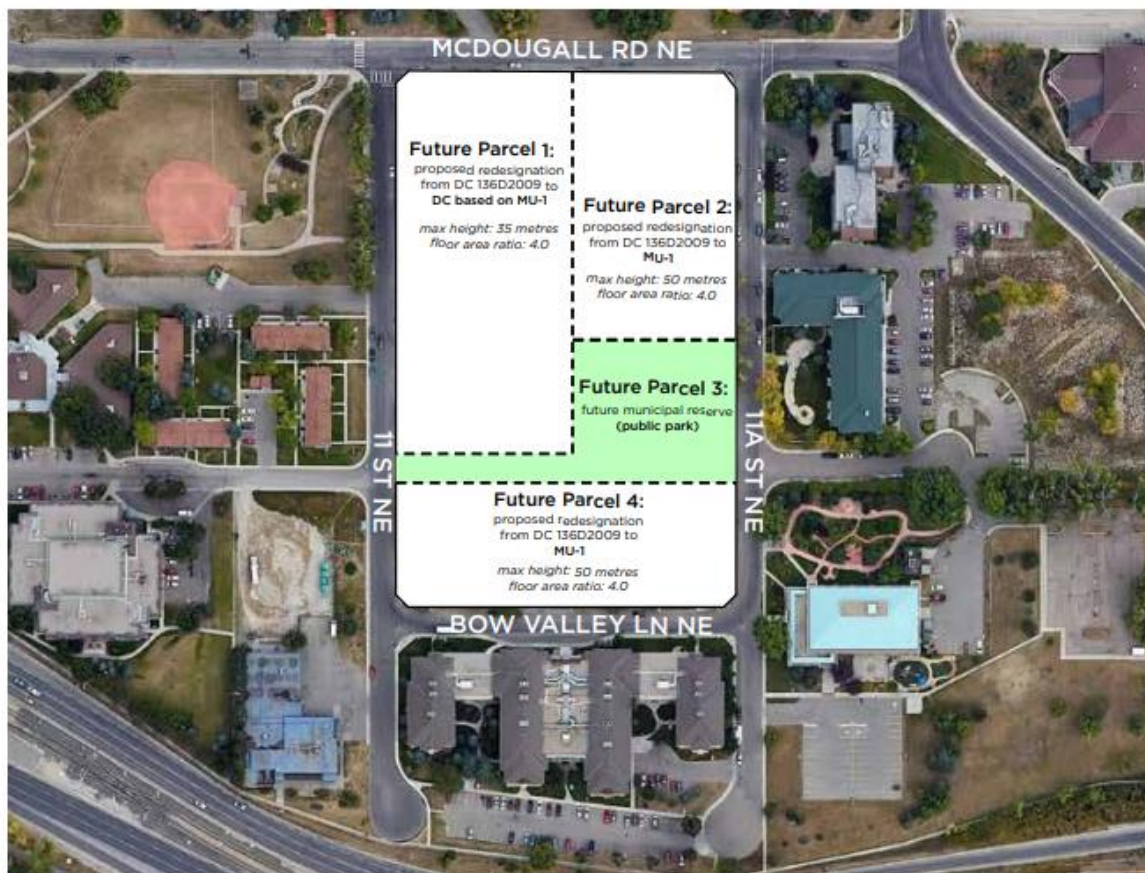 MCDOUGALL RD NE
Future Parcel 1:
proposed redesignation
from DC 136D2009 to
DC based on MU-1
max height: 35 metres
floor area ratio: 4.0
Future Parcel 2:
proposed redesignation
from DC 136D2009 to
MU-1
max height: 50 metres
floor area ratio: 4.0
Future Parcel 3:
future municipal reserve
(public park)
11 ST NE
11A ST NE
Future Parcel 4:
proposed redesignation
from DC 136D2009 to
MU-1
max height: 50 metres
floor area ratio: 4.0
BOW VALLEY LN NE